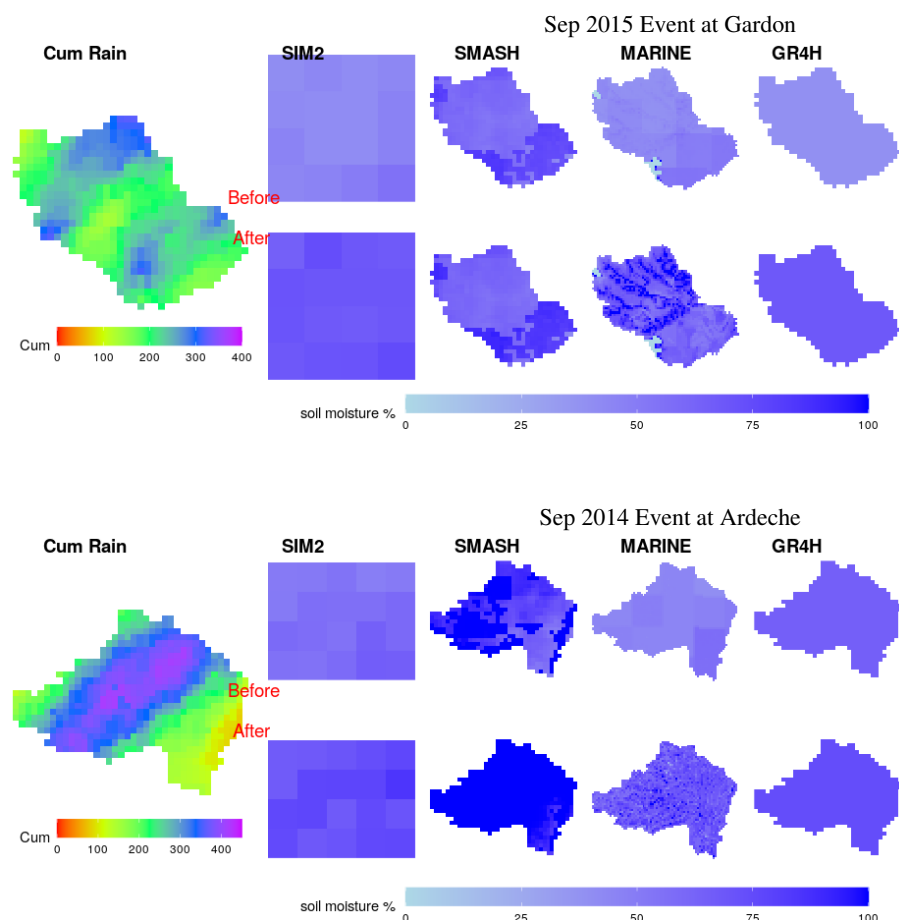 Sep 2015 Event at Gardon
Cum Rain SIM2 SMASH MARINE GR4H
Before
After
Cum
0 100 200 300 400
soil moisture %
0 25 50 75 100
Sep 2014 Event at Ardeche
Cum Rain SIM2 SMASH MARINE GR4H
Before
After
Cum
0 100 200 300 400
soil moisture %
0 25 50 75 100